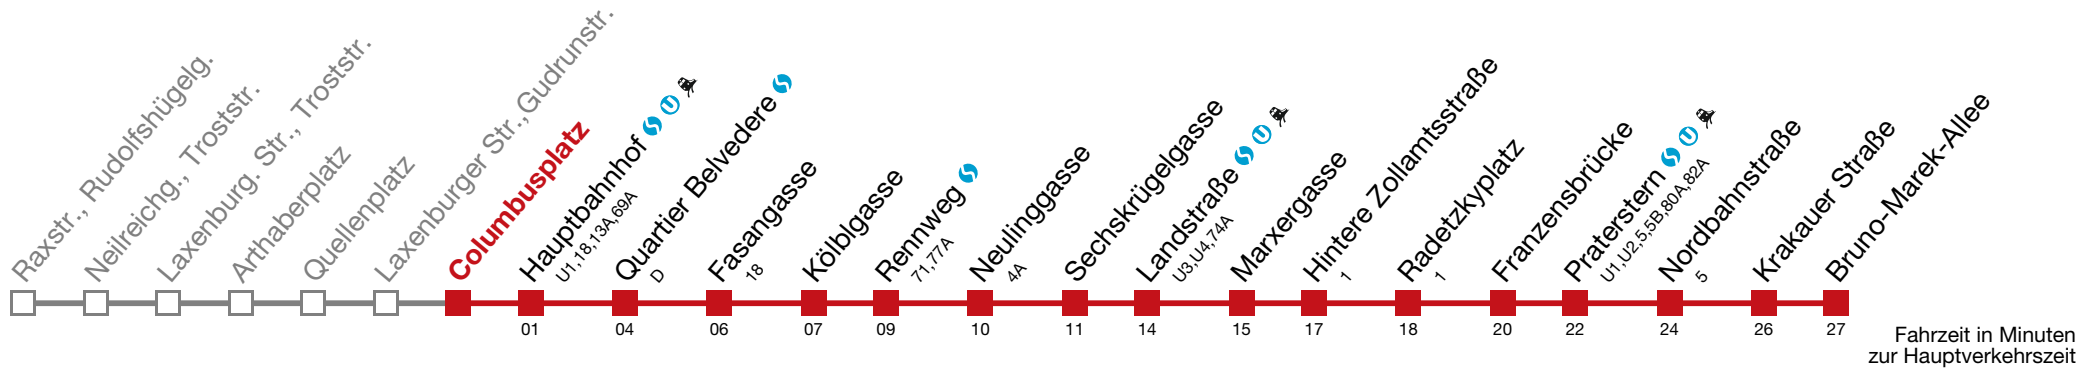 Raxstr., Rudolfshügelg.
Neilreichg., Troststr.
Laxenburg. Str., Troststr.
Arthaberplatz
Quellenplatz
Laxenburger Str., Gudrunstr.
Columbusplatz
Hauptbahnhof
U1,18,13A,69A
Quartier Belvedere
D
Fasangasse
18
Kölblgasse
Rennweg
71,77A
Neulinggasse
4A
Sechskrügelgasse
Landstraße
U3,U4,74A
Marxergasse
Hintere Zollamtsstraße
1
Radetzkyplatz
1
Franzensbrücke
Praterstern
U1,U2,5,5B,80A,82A
Nordbahnstraße
5
Krakauer Straße
Bruno-Marek-Allee
01 04 06 07 09 10 11 14 15 17 18 20 22 24 26 27
Fahrzeit in Minuten
zur Hauptverkehrszeit